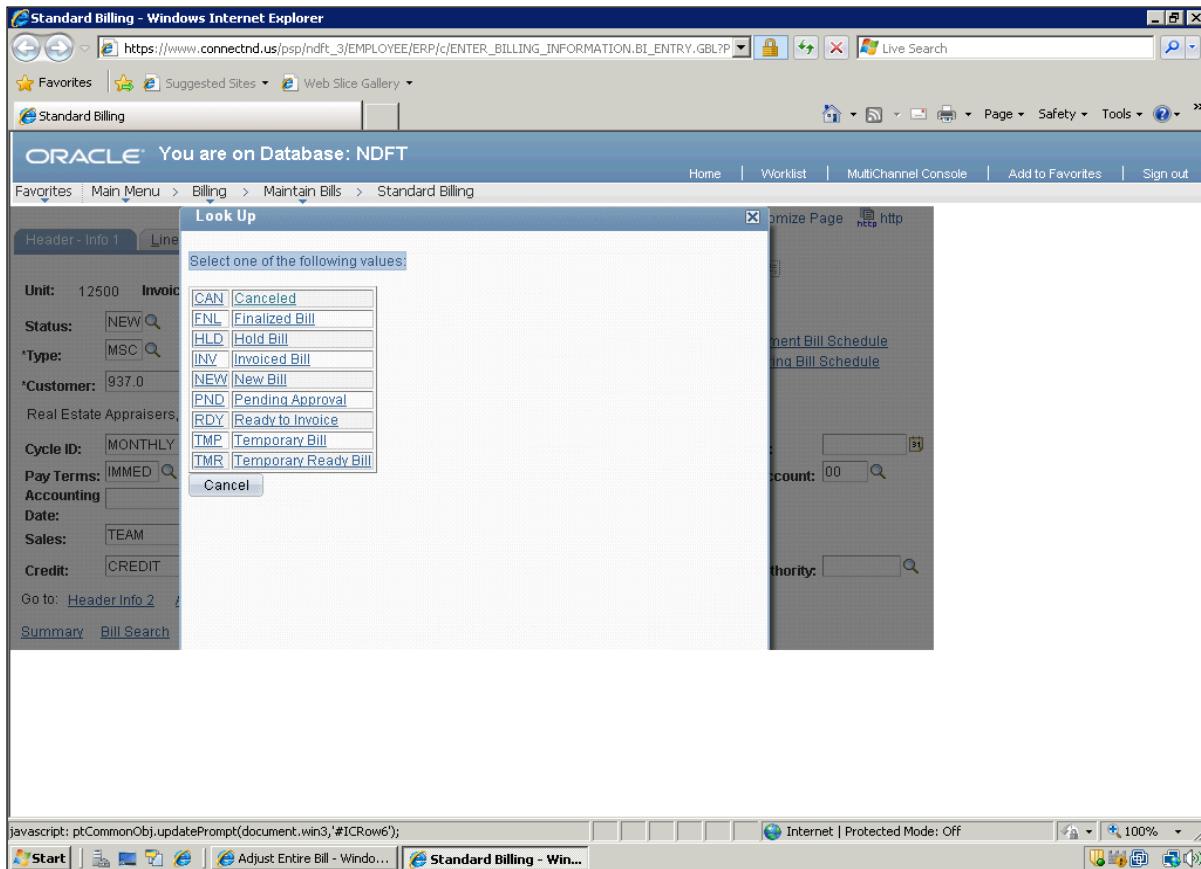 Standard Billing - Windows Internet Explorer
https://www.connectnd.us/psp/ndft_3/EMPLOYEE/ERP/c/ENTER_BILLING_INFORMATION.BI_ENTRY.GBL?P
Live Search
Favorites Suggested Sites Web Slice Gallery
Standard Billing Page Safety Tools
ORACLE You are on Database: NDFT
Home | Worklist | MultiChannel Console | Add to Favorites | Sign out
Favorites Main Menu > Billing > Maintain Bills > Standard Billing
Look Up
http
Header - Info 1 Line
Select one of the following values:
Unit: 12500 Invoic
CAN Canceled
FNL Finalized Bill
Status: NEW
HLD Hold Bill
ment Bill Schedule
*Type: MSC
INV Invoiced Bill
Bill Schedule
NEW New Bill
*Customer: 937.0
PND Pending Approval
Real Estate Appraisers,
RDY Ready to Invoice
TMP Temporary Bill
Cycle ID: MONTHLY
TMR Temporary Ready Bill
Pay Terms: IMMED
ccount: 00
Cancel
Accounting
Date:
Sales: TEAM
Credit: CREDIT
thority:
Go to: Header Info 2
Summary Bill Search
javascript: ptCommonObj.updatePrompt(document.win3,'#ICRow6');
Internet | Protected Mode: Off 100%
Start Adjust Entire Bill - Windo... Standard Billing - Win...